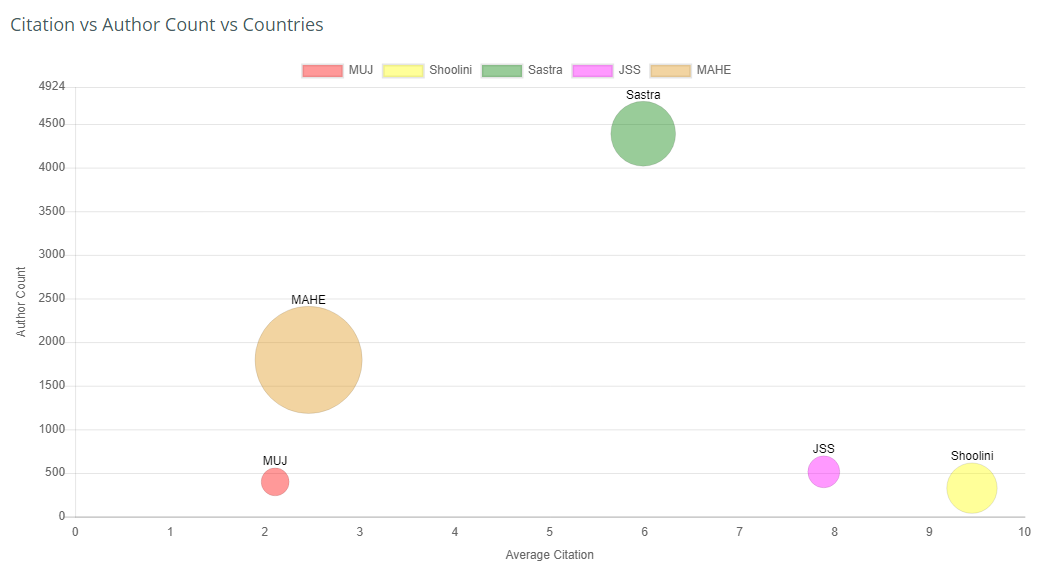 Citation vs Author Count vs Countries
MUJ Shoolini Sastra JSS MAHE
4924
Sastra
4500
4000
3500
3000
MAHE
2500
2000
1500
1000
MUJ JSS Shoolini
500
0
Author Count
0 1 2 3 4 5 6 7 8 9 10
Average Citation